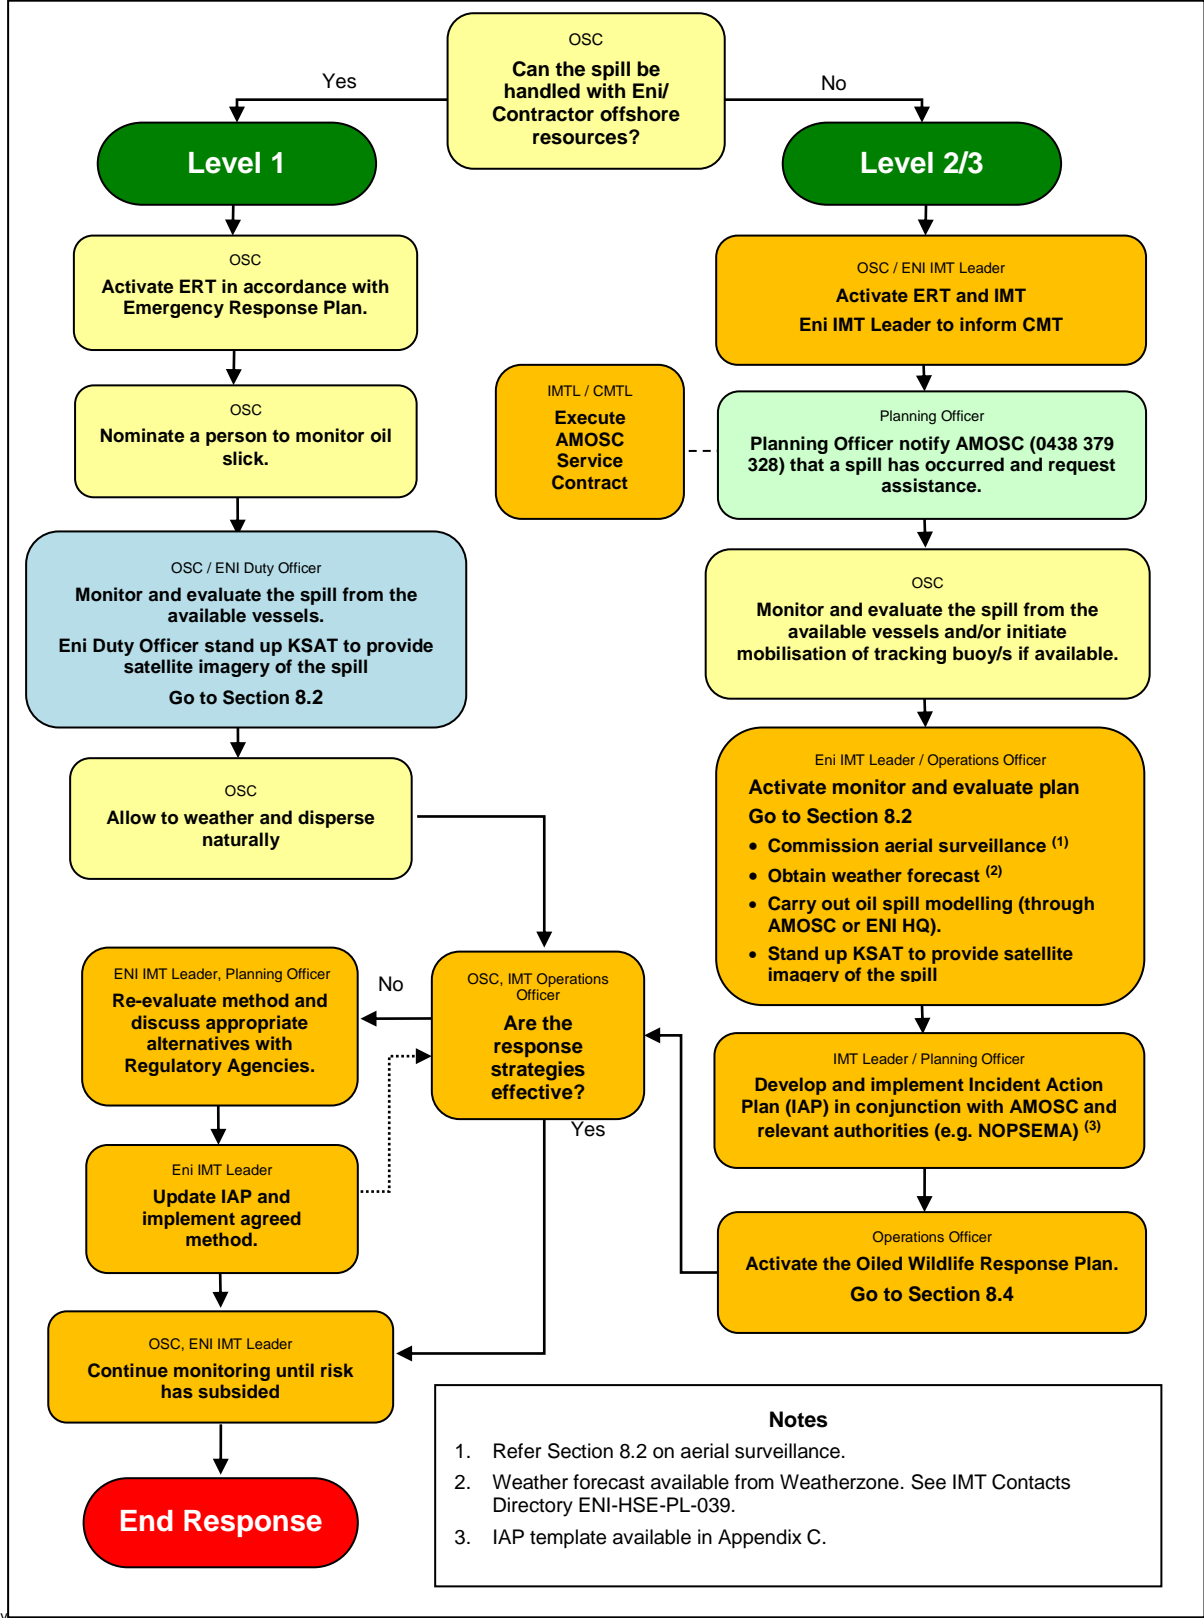 OSC
Can the spill be
handled with Eni/
Contractor offshore
resources?
Yes
No
Level 1
Level 2/3
OSC
Activate ERT in accordance with
Emergency Response Plan.
OSC
Nominate a person to monitor oil
slick.
OSC / ENI Duty Officer
Monitor and evaluate the spill from the
available vessels.
Eni Duty Officer stand up KSAT to provide
satellite imagery of the spill
Go to Section 8.2
OSC
Allow to weather and disperse
naturally
OSC / ENI IMT Leader
Activate ERT and IMT
Eni IMT Leader to inform CMT
IMTL / CMTL
Execute
AMOSC
Service
Contract
Planning Officer
Planning Officer notify AMOSC (0438 379
328) that a spill has occurred and request
assistance.
OSC
Monitor and evaluate the spill from the
available vessels and/or initiate
mobilisation of tracking buoy/s if available.
Eni IMT Leader / Operations Officer
Activate monitor and evaluate plan
Go to Section 8.2
• Commission aerial surveillance (1)
• Obtain weather forecast (2)
• Carry out oil spill modelling (through
AMOSC or ENI HQ).
• Stand up KSAT to provide satellite
imagery of the spill
IMT Leader / Planning Officer
Develop and implement Incident Action
Plan (IAP) in conjunction with AMOSC and
relevant authorities (e.g. NOPSEMA) (3)
Operations Officer
Activate the Oiled Wildlife Response Plan.
Go to Section 8.4
OSC, IMT Operations
Officer
Are the
response
strategies
effective?
No
Yes
ENI IMT Leader, Planning Officer
Re-evaluate method and
discuss appropriate
alternatives with
Regulatory Agencies.
Eni IMT Leader
Update IAP and
implement agreed
method.
OSC, ENI IMT Leader
Continue monitoring until risk
has subsided
End Response
Notes
1. Refer Section 8.2 on aerial surveillance.
2. Weather forecast available from Weatherzone. See IMT Contacts
Directory ENI-HSE-PL-039.
3. IAP template available in Appendix C.